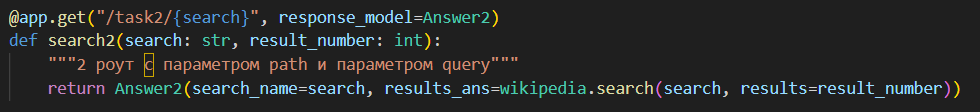 @app.get("/task2/{search}", response_model=Answer2)
def search2(search: str, result_number: int):
    """2 роут с параметром path и параметром query"""
    return Answer2(search_name=search, results_ans=wikipedia.search(search, results=result_number))